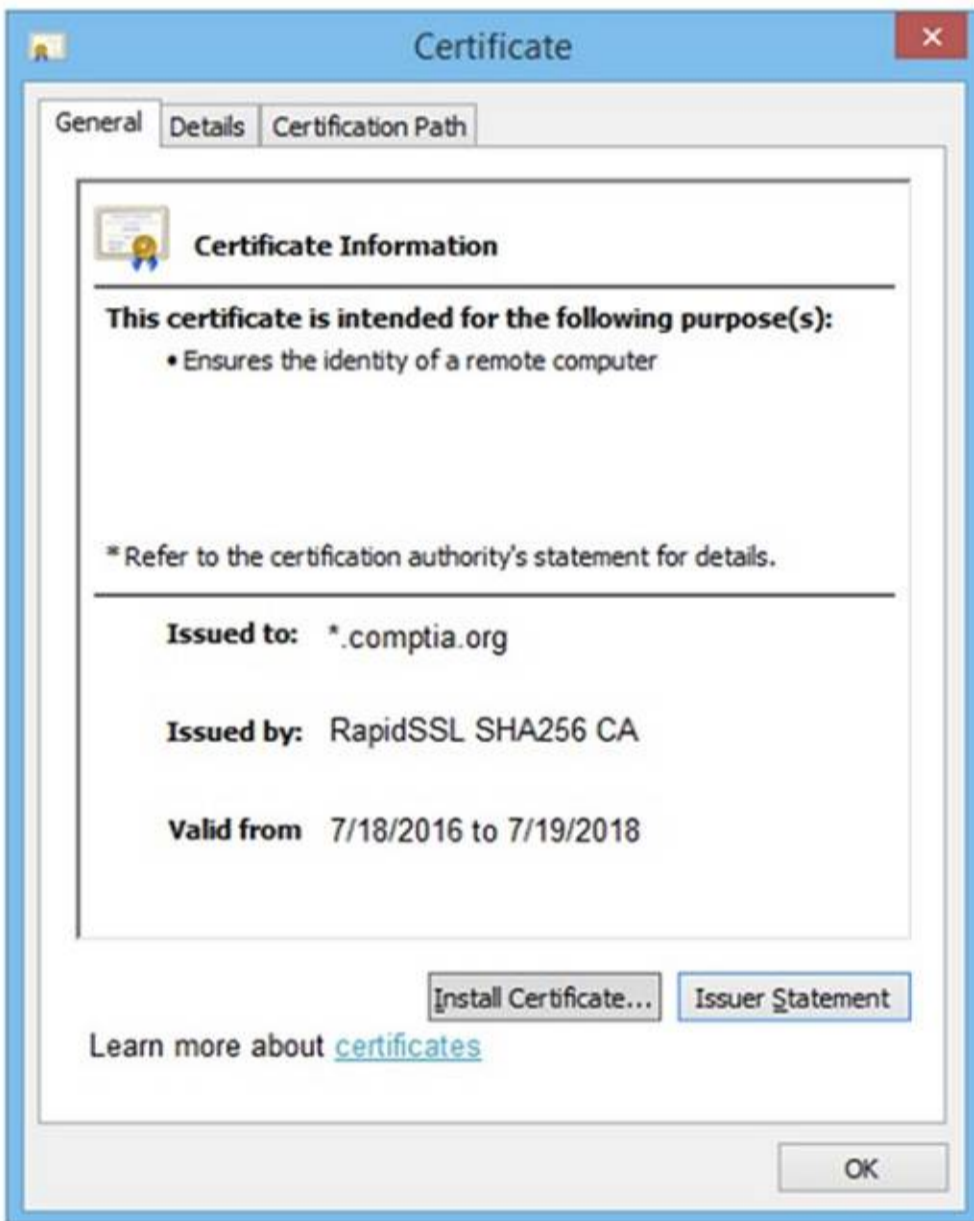 Certificate
General Details Certification Path
Certificate Information
This certificate is intended for the following purpose(s):
• Ensures the identity of a remote computer
* Refer to the certification authority's statement for details.
Issued to: *.comptia.org
Issued by: RapidSSL SHA256 CA
Valid from 7/18/2016 to 7/19/2018
Install Certificate... Issuer Statement
Learn more about certificates
OK